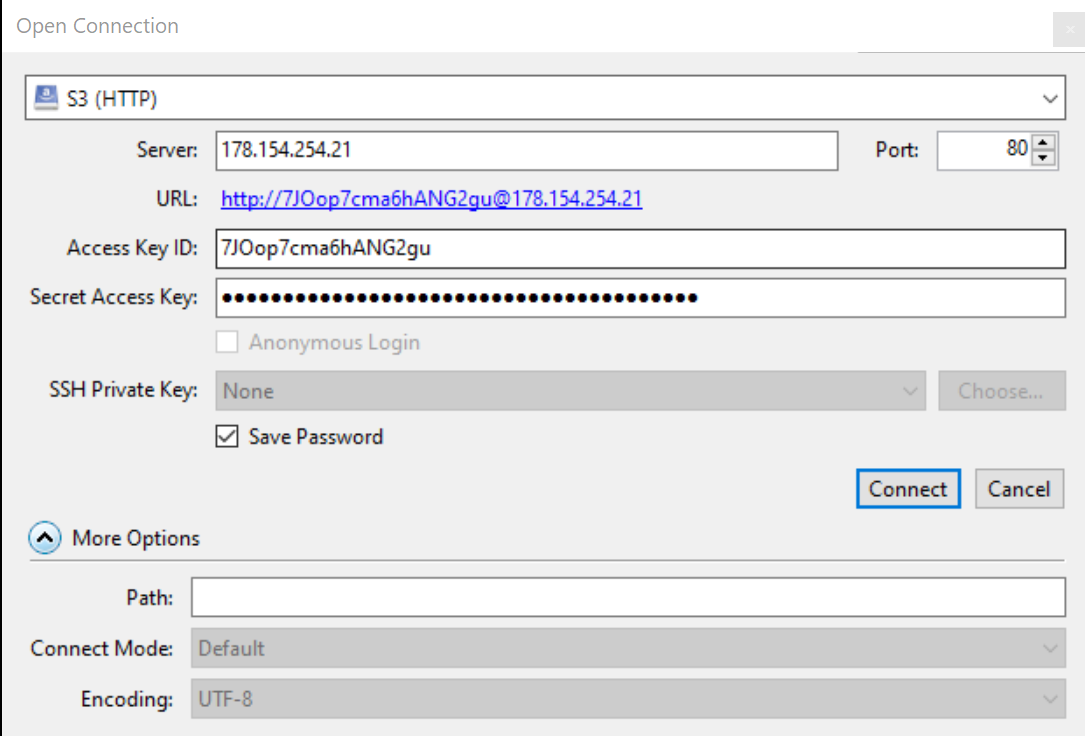 Open Connection
S3 (HTTP)
Server: 178.154.254.21 Port: 80
URL: http://7JOop7cma6hANG2gu@178.154.254.21
Access Key ID: 7JOop7cma6hANG2gu
Secret Access Key: •••••••••••••••••••••••••••••••••••••••
Anonymous Login
SSH Private Key: None Choose...
Save Password
Connect Cancel
More Options
Path:
Connect Mode: Default
Encoding: UTF-8